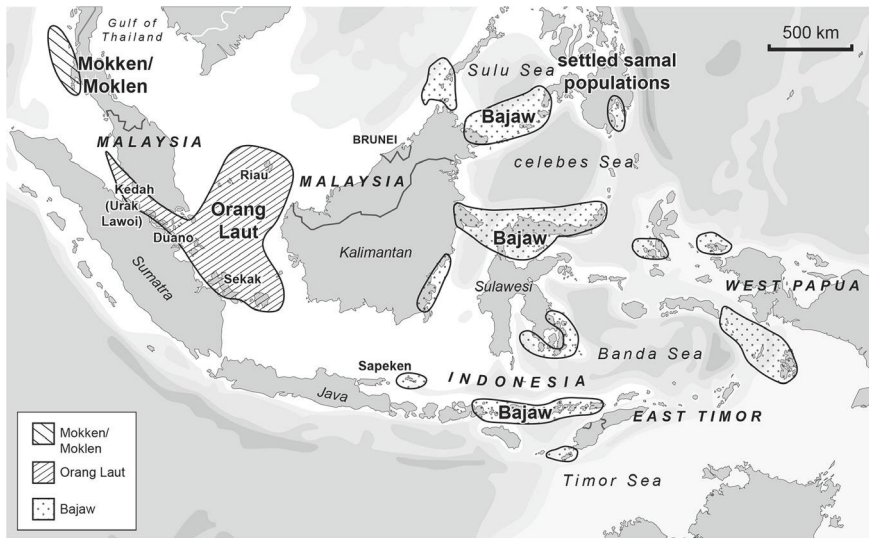 Gulf of
Thailand
500 km
Mokken/
Moklen
Sulu Sea
settled samal
populations
Bajaw
MALAYSIA
BRUNEI
celebes Sea
MALAYSIA
Kedah
(Urak
Lawoi)
Riau
Orang
Laut
Duano
Bajaw
Kalimantan
Sumatra
Sekak
Sulawesi
WEST PAPUA
Banda Sea
Sapeken
INDONESIA
Java
Bajaw
EAST TIMOR
Timor Sea
Mokken/
Moklen
Orang Laut
Bajaw